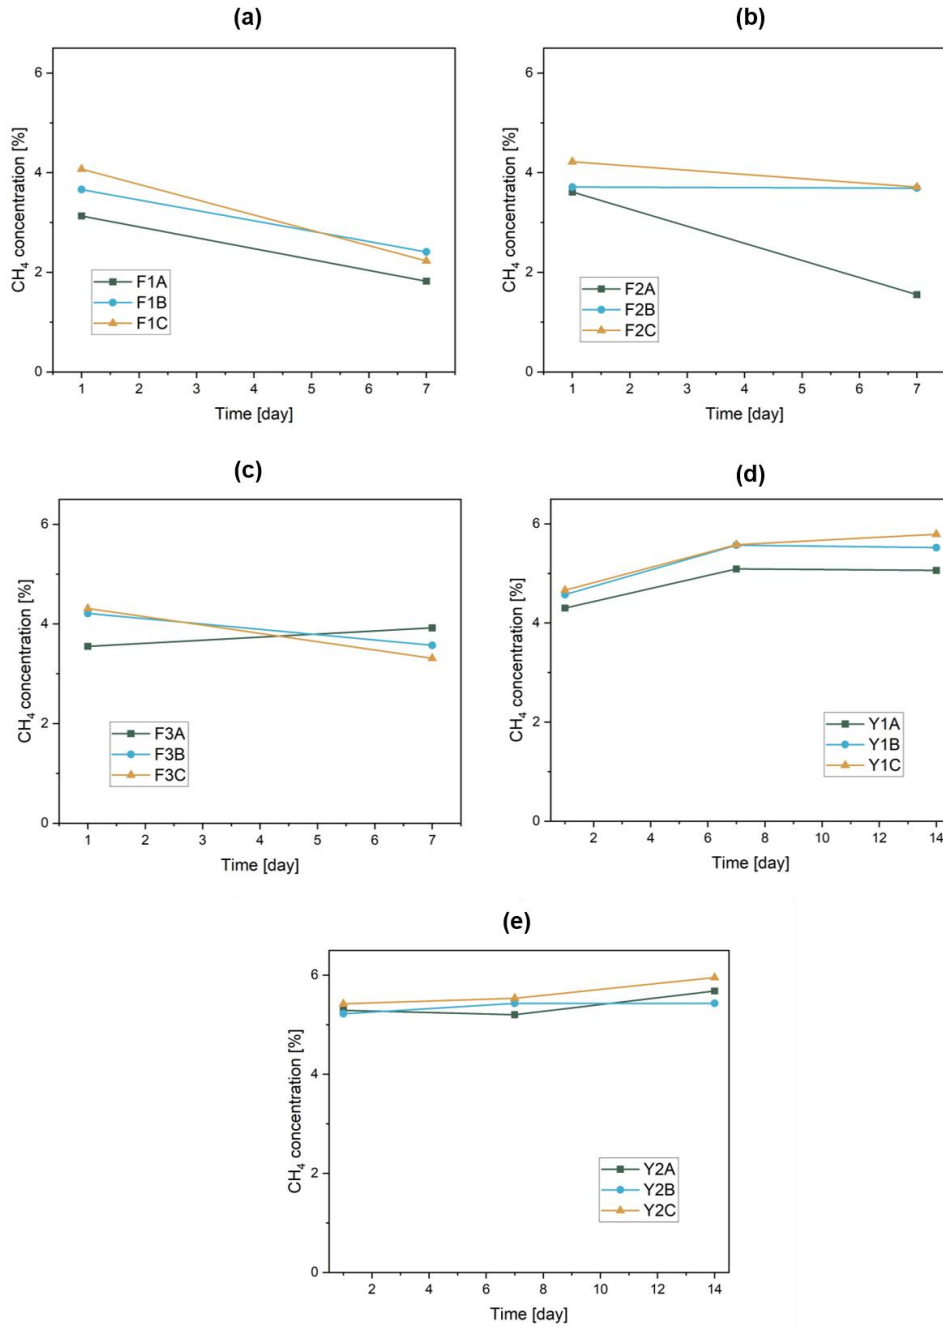 (a)
CH₄ concentration [%]
6
4
2
0
F1A
F1B
F1C
1 2 3 4 5 6 7
Time [day]
(b)
CH₄ concentration [%]
6
4
2
0
F2A
F2B
F2C
1 2 3 4 5 6 7
Time [day]
(c)
CH₄ concentration [%]
6
4
2
0
F3A
F3B
F3C
1 2 3 4 5 6 7
Time [day]
(d)
CH₄ concentration [%]
6
4
2
0
Y1A
Y1B
Y1C
2 4 6 8 10 12 14
Time [day]
(e)
CH₄ concentration [%]
6
4
2
0
Y2A
Y2B
Y2C
2 4 6 8 10 12 14
Time [day]